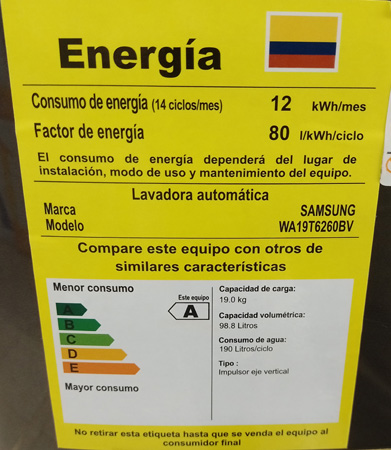 Energía
Consumo de energía (14 ciclos/mes) 12 kWh/mes
Factor de energía 80 l/kWh/ciclo
El consumo de energía dependerá del lugar de
instalación, modo de uso y mantenimiento del equipo.
Lavadora automática
Marca SAMSUNG
Modelo WA19T6260BV
Compare este equipo con otros de
similares características
Menor consumo
Este equipo
A
A
B
C
D
E
Mayor consumo
Capacidad de carga:
19.0 kg
Capacidad volumétrica:
98.8 Litros
Consumo de agua:
190 Litros/ciclo
Tipo :
Impulsor eje vertical
No retirar esta etiqueta hasta que se venda el equipo al
consumidor final